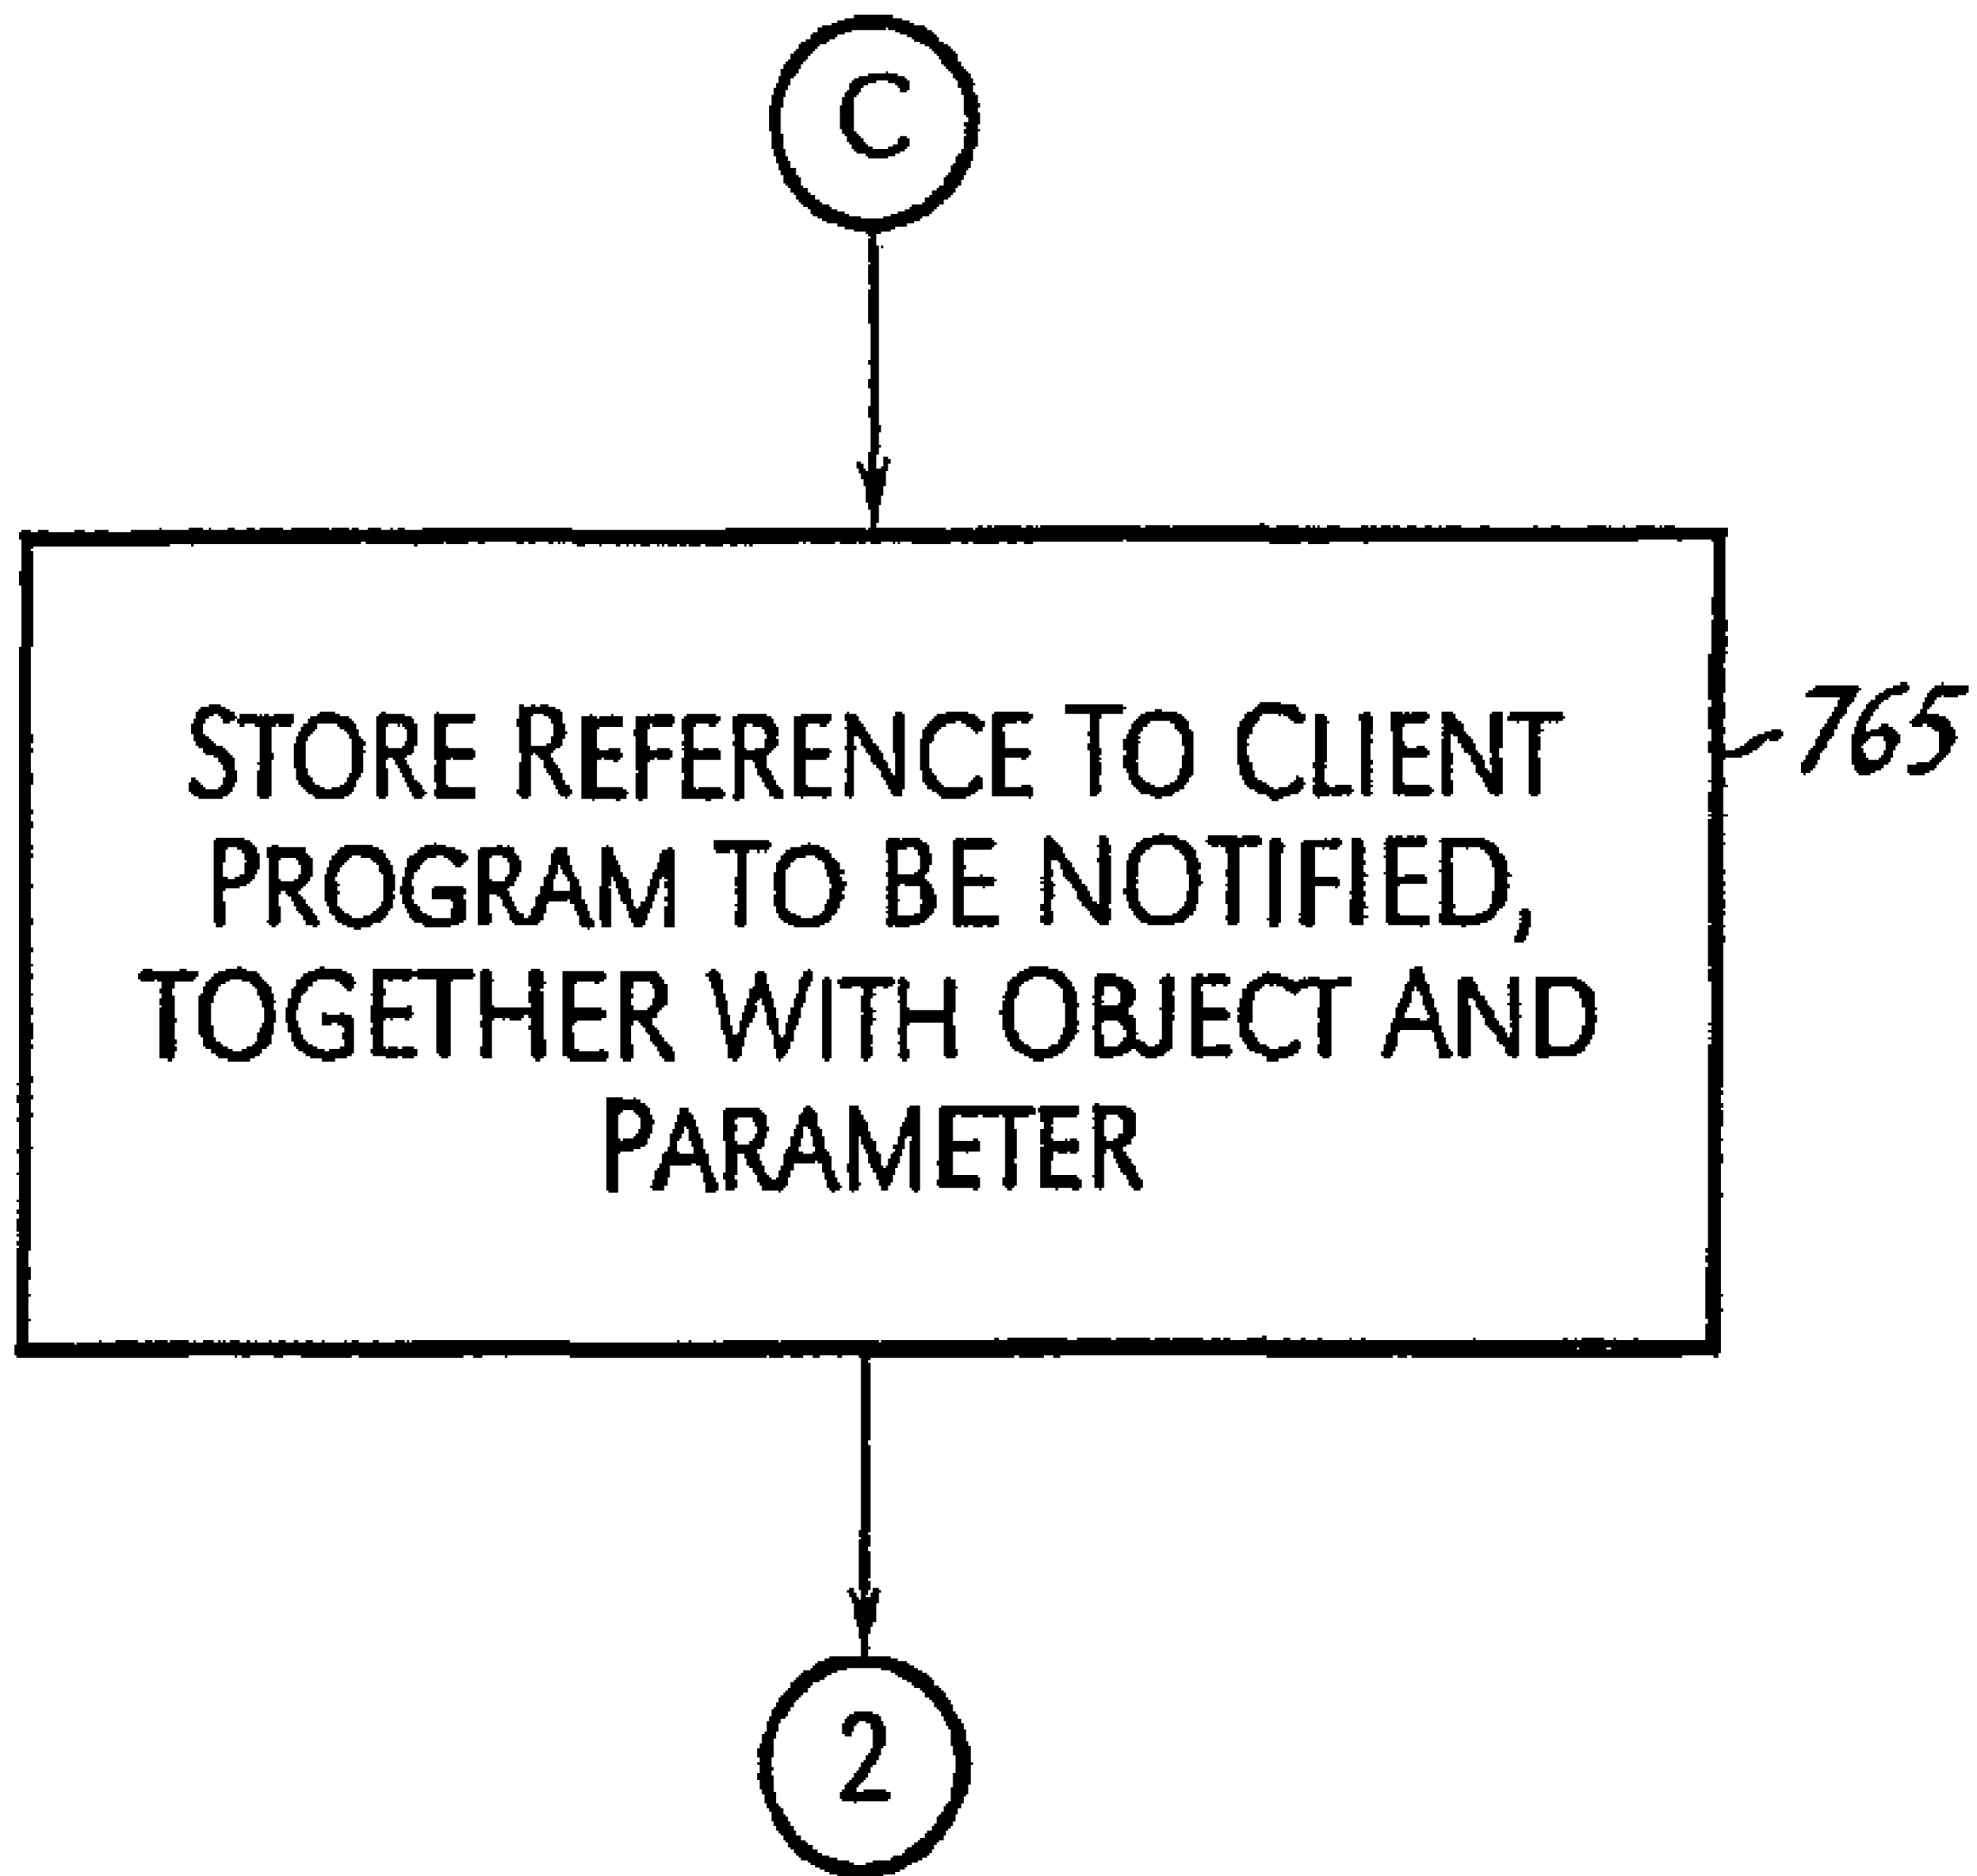 C
STORE REFERENCE TO CLIENT
PROGRAM TO BE NOTIFIED,
TOGETHER WITH OBJECT AND
PARAMETER
765
2